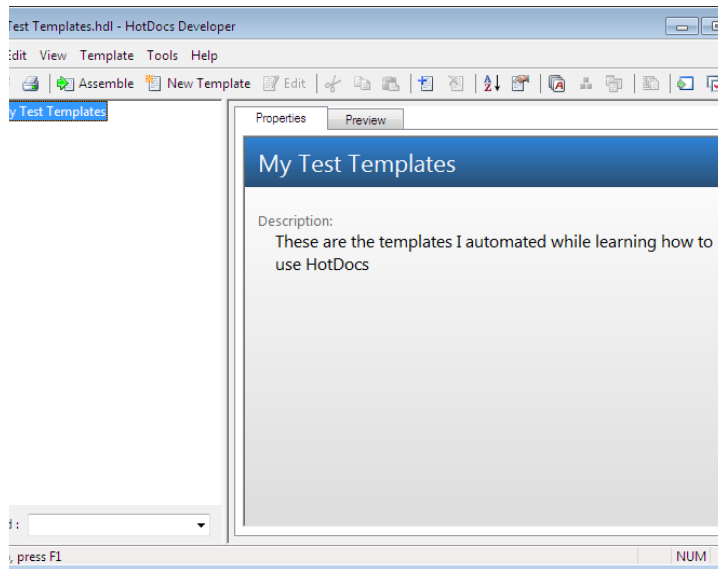 Test Templates.hdl - HotDocs Developer
Edit View Template Tools Help
Assemble New Template Edit
y Test Templates
Properties Preview
My Test Templates
Description:
These are the templates I automated while learning how to
use HotDocs
d :
, press F1
NUM